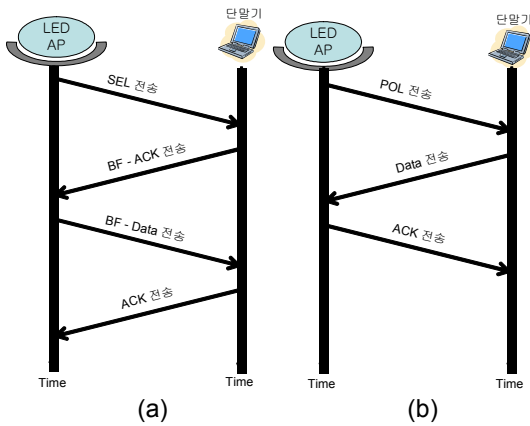 LED
AP
단말기
SEL 전송
BF - ACK 전송
BF - Data 전송
ACK 전송
Time
Time
(a)
LED
AP
단말기
POL 전송
Data 전송
ACK 전송
Time
Time
(b)